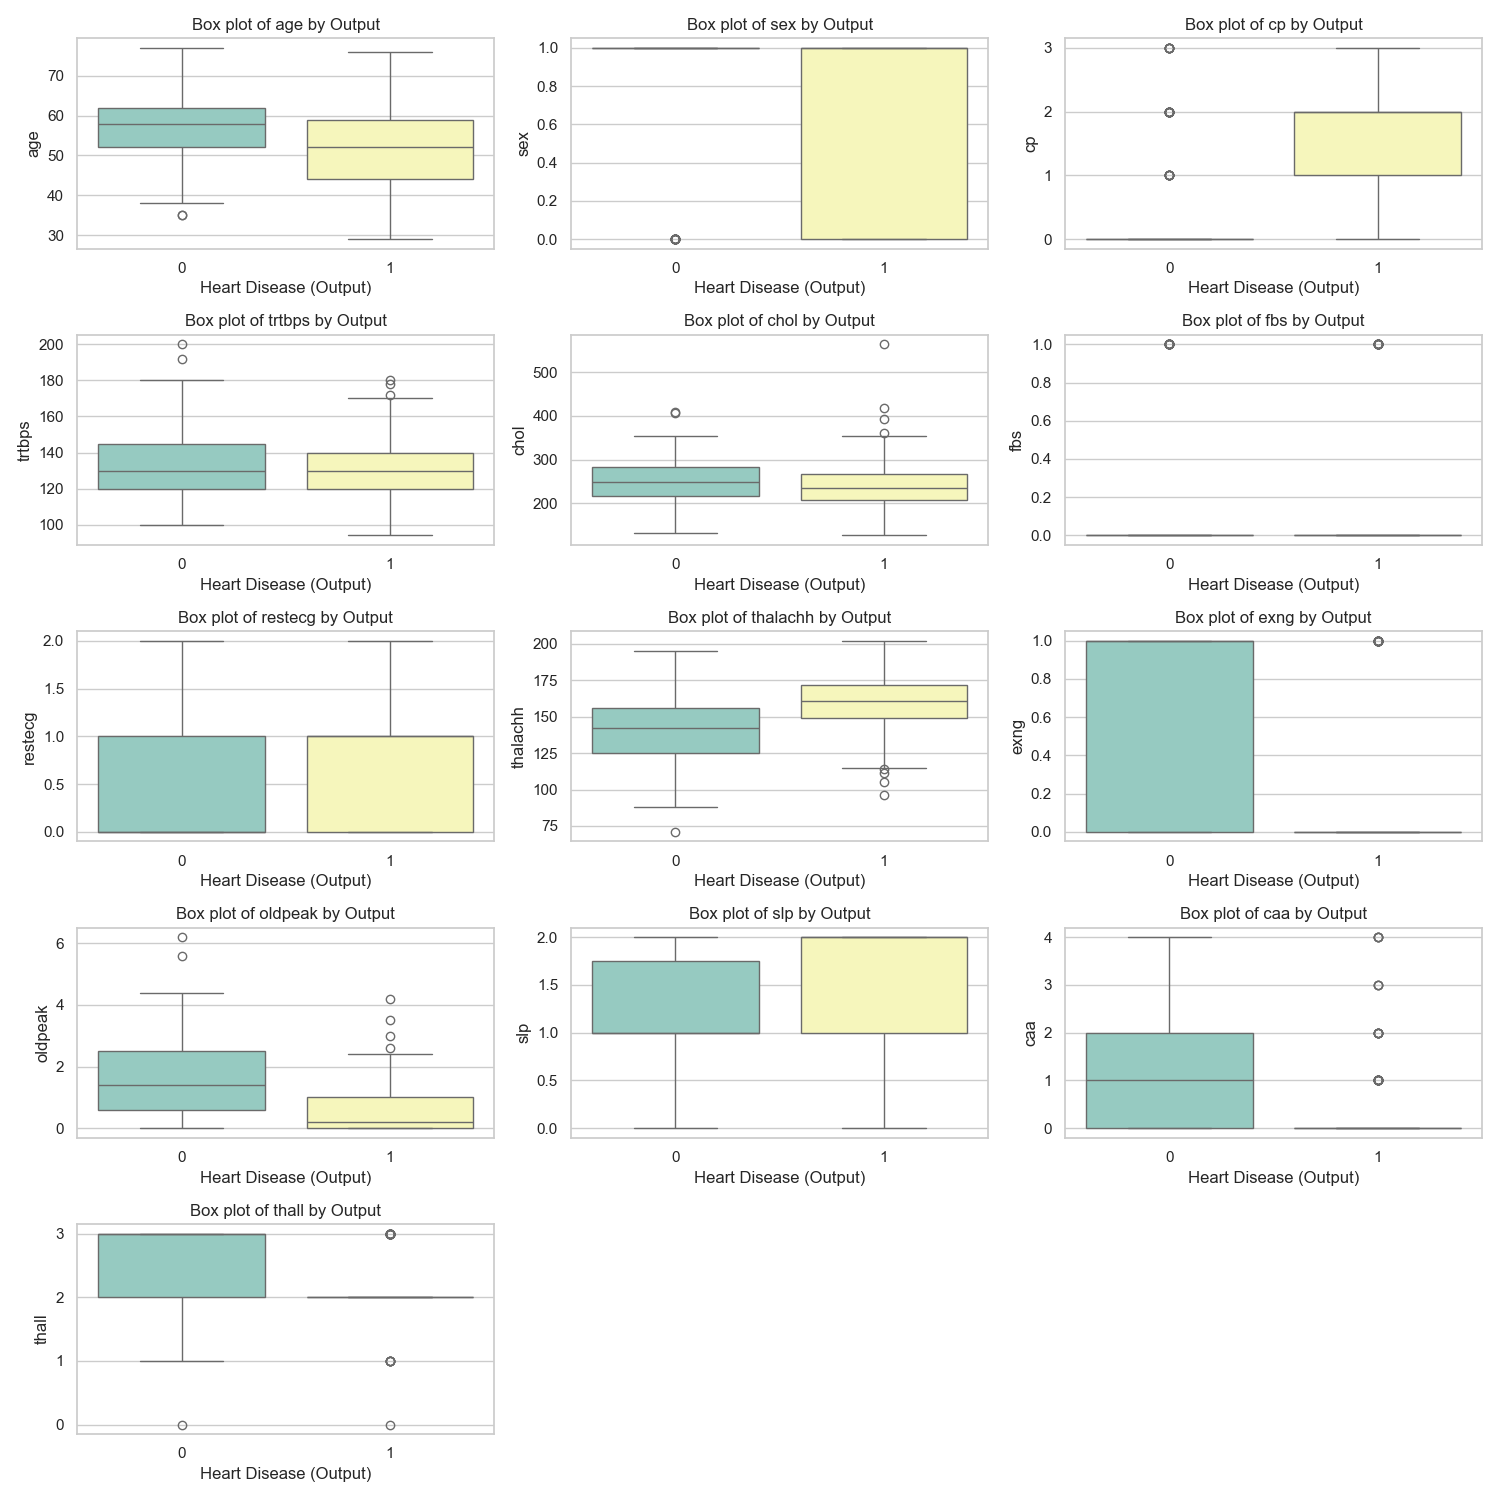 Box plot of age by Output
Box plot of sex by Output
Box plot of cp by Output
age
70
60
50
40
30
0
1
Heart Disease (Output)
sex
1.0
0.8
0.6
0.4
0.2
0.0
0
1
Heart Disease (Output)
cp
3
2
1
0
0
1
Heart Disease (Output)
Box plot of trtbps by Output
Box plot of chol by Output
Box plot of fbs by Output
trtbps
200
180
160
140
120
100
0
1
Heart Disease (Output)
chol
500
400
300
200
0
1
Heart Disease (Output)
fbs
1.0
0.8
0.6
0.4
0.2
0.0
0
1
Heart Disease (Output)
Box plot of restecg by Output
Box plot of thalachh by Output
Box plot of exng by Output
restecg
2.0
1.5
1.0
0.5
0.0
0
1
Heart Disease (Output)
thalachh
200
175
150
125
100
75
0
1
Heart Disease (Output)
exng
1.0
0.8
0.6
0.4
0.2
0.0
0
1
Heart Disease (Output)
Box plot of oldpeak by Output
Box plot of slp by Output
Box plot of caa by Output
oldpeak
6
4
2
0
0
1
Heart Disease (Output)
slp
2.0
1.5
1.0
0.5
0.0
0
1
Heart Disease (Output)
caa
4
3
2
1
0
0
1
Heart Disease (Output)
Box plot of thall by Output
thall
3
2
1
0
0
1
Heart Disease (Output)